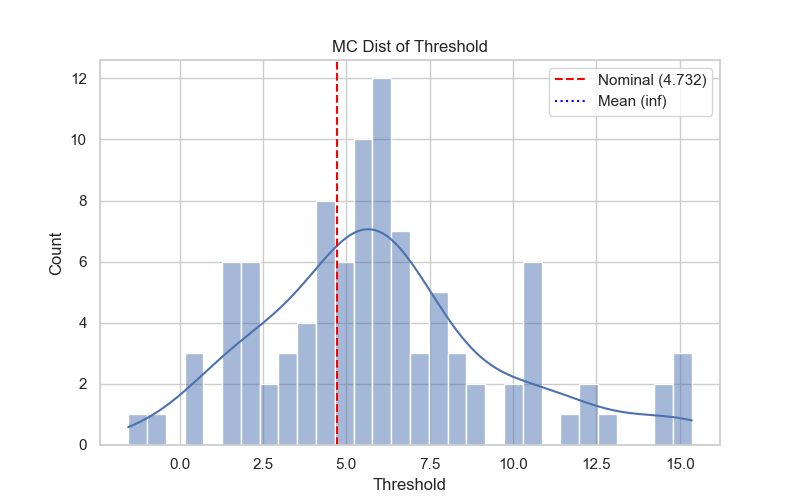 MC Dist of Threshold
Nominal (4.732)
Mean (inf)
12
10
8
6
4
2
0
Count
0.0 2.5 5.0 7.5 10.0 12.5 15.0
Threshold